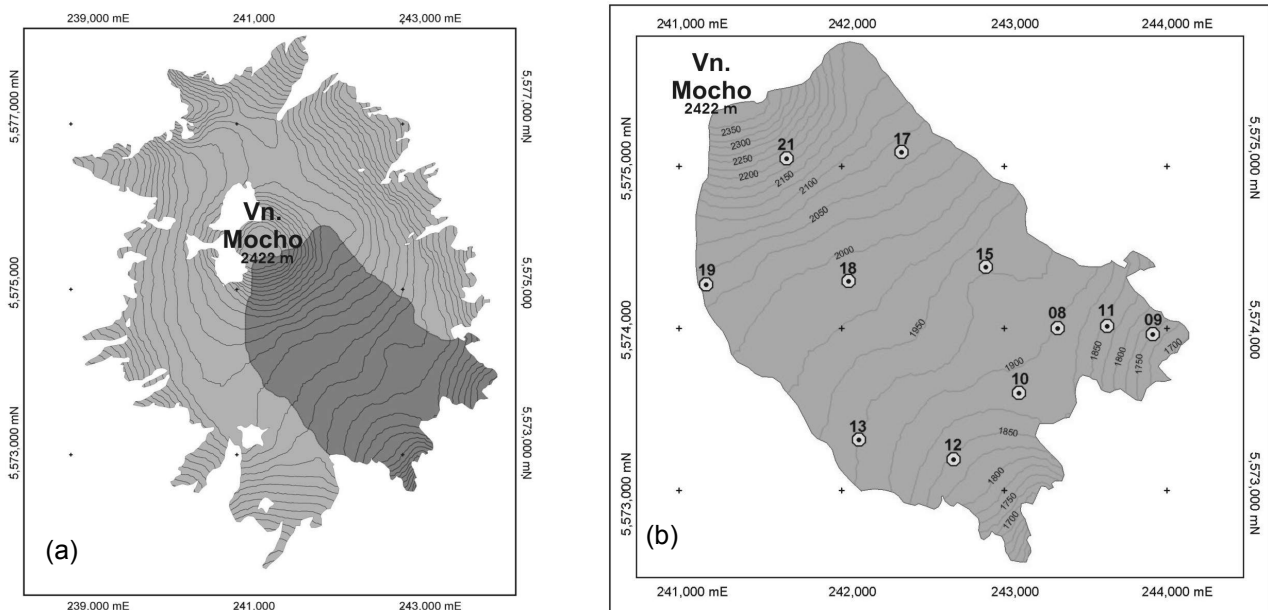 239,000 mE 241,000 243,000 mE
5,577,000 mN
5,575,000
5,573,000 mN
Vn.
Mocho
2422 m
5,577,000 mN
5,575,000
5,573,000 mN
(a)
239,000 mE 241,000 243,000 mE
241,000 mE 242,000 243,000 244,000 mE
Vn.
Mocho
2422 m
5,575,000 mN
5,574,000
5,573,000 mN
2350
2300
2250
2200
2150
2100
2050
2000
1950
1900
1850
1800
1750
1700
1850
1800
1750
1700
21
17
19
18
15
08
11
09
10
13
12
5,575,000 mN
5,574,000
5,573,000 mN
(b)
241,000 mE 242,000 243,000 244,000 mE